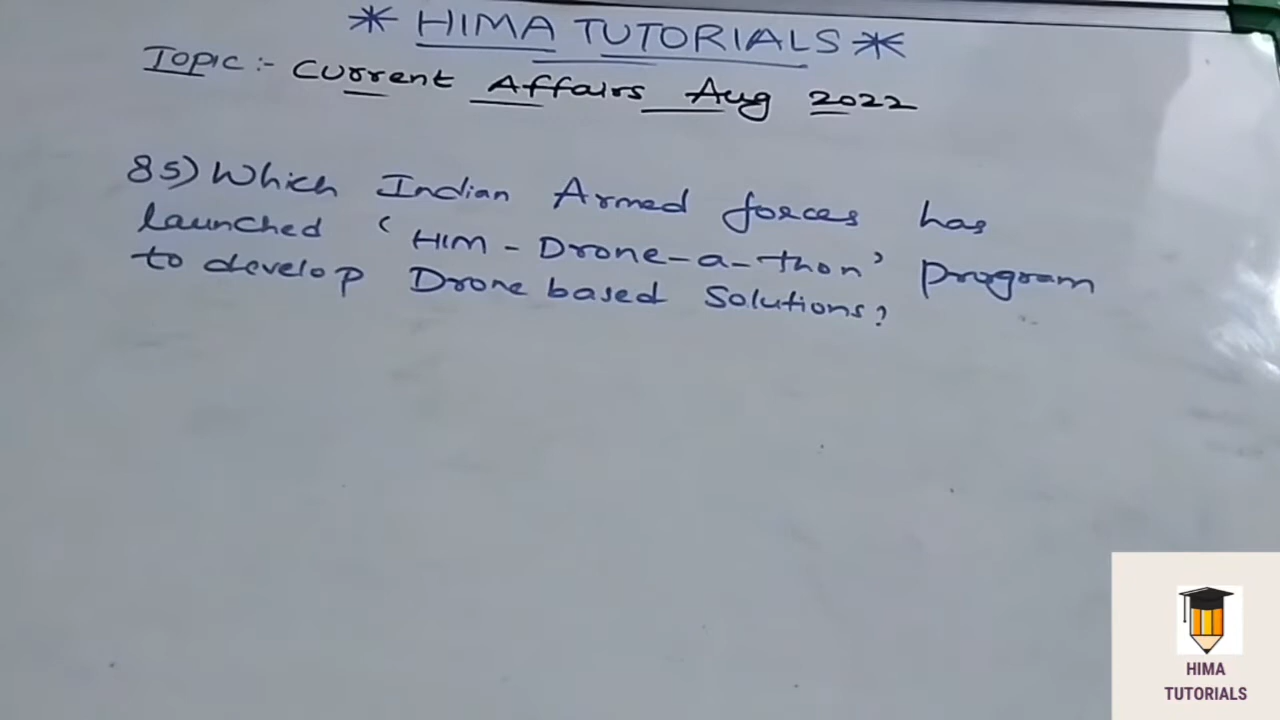 * HIMA TUTORIALS *
Topic:- Current Affairs Aug 2022
85) Which Indian Armed forces has
launched 'HIM - Drone-a-thon' program
to develop Drone based Solutions?
HIMA
TUTORIALS